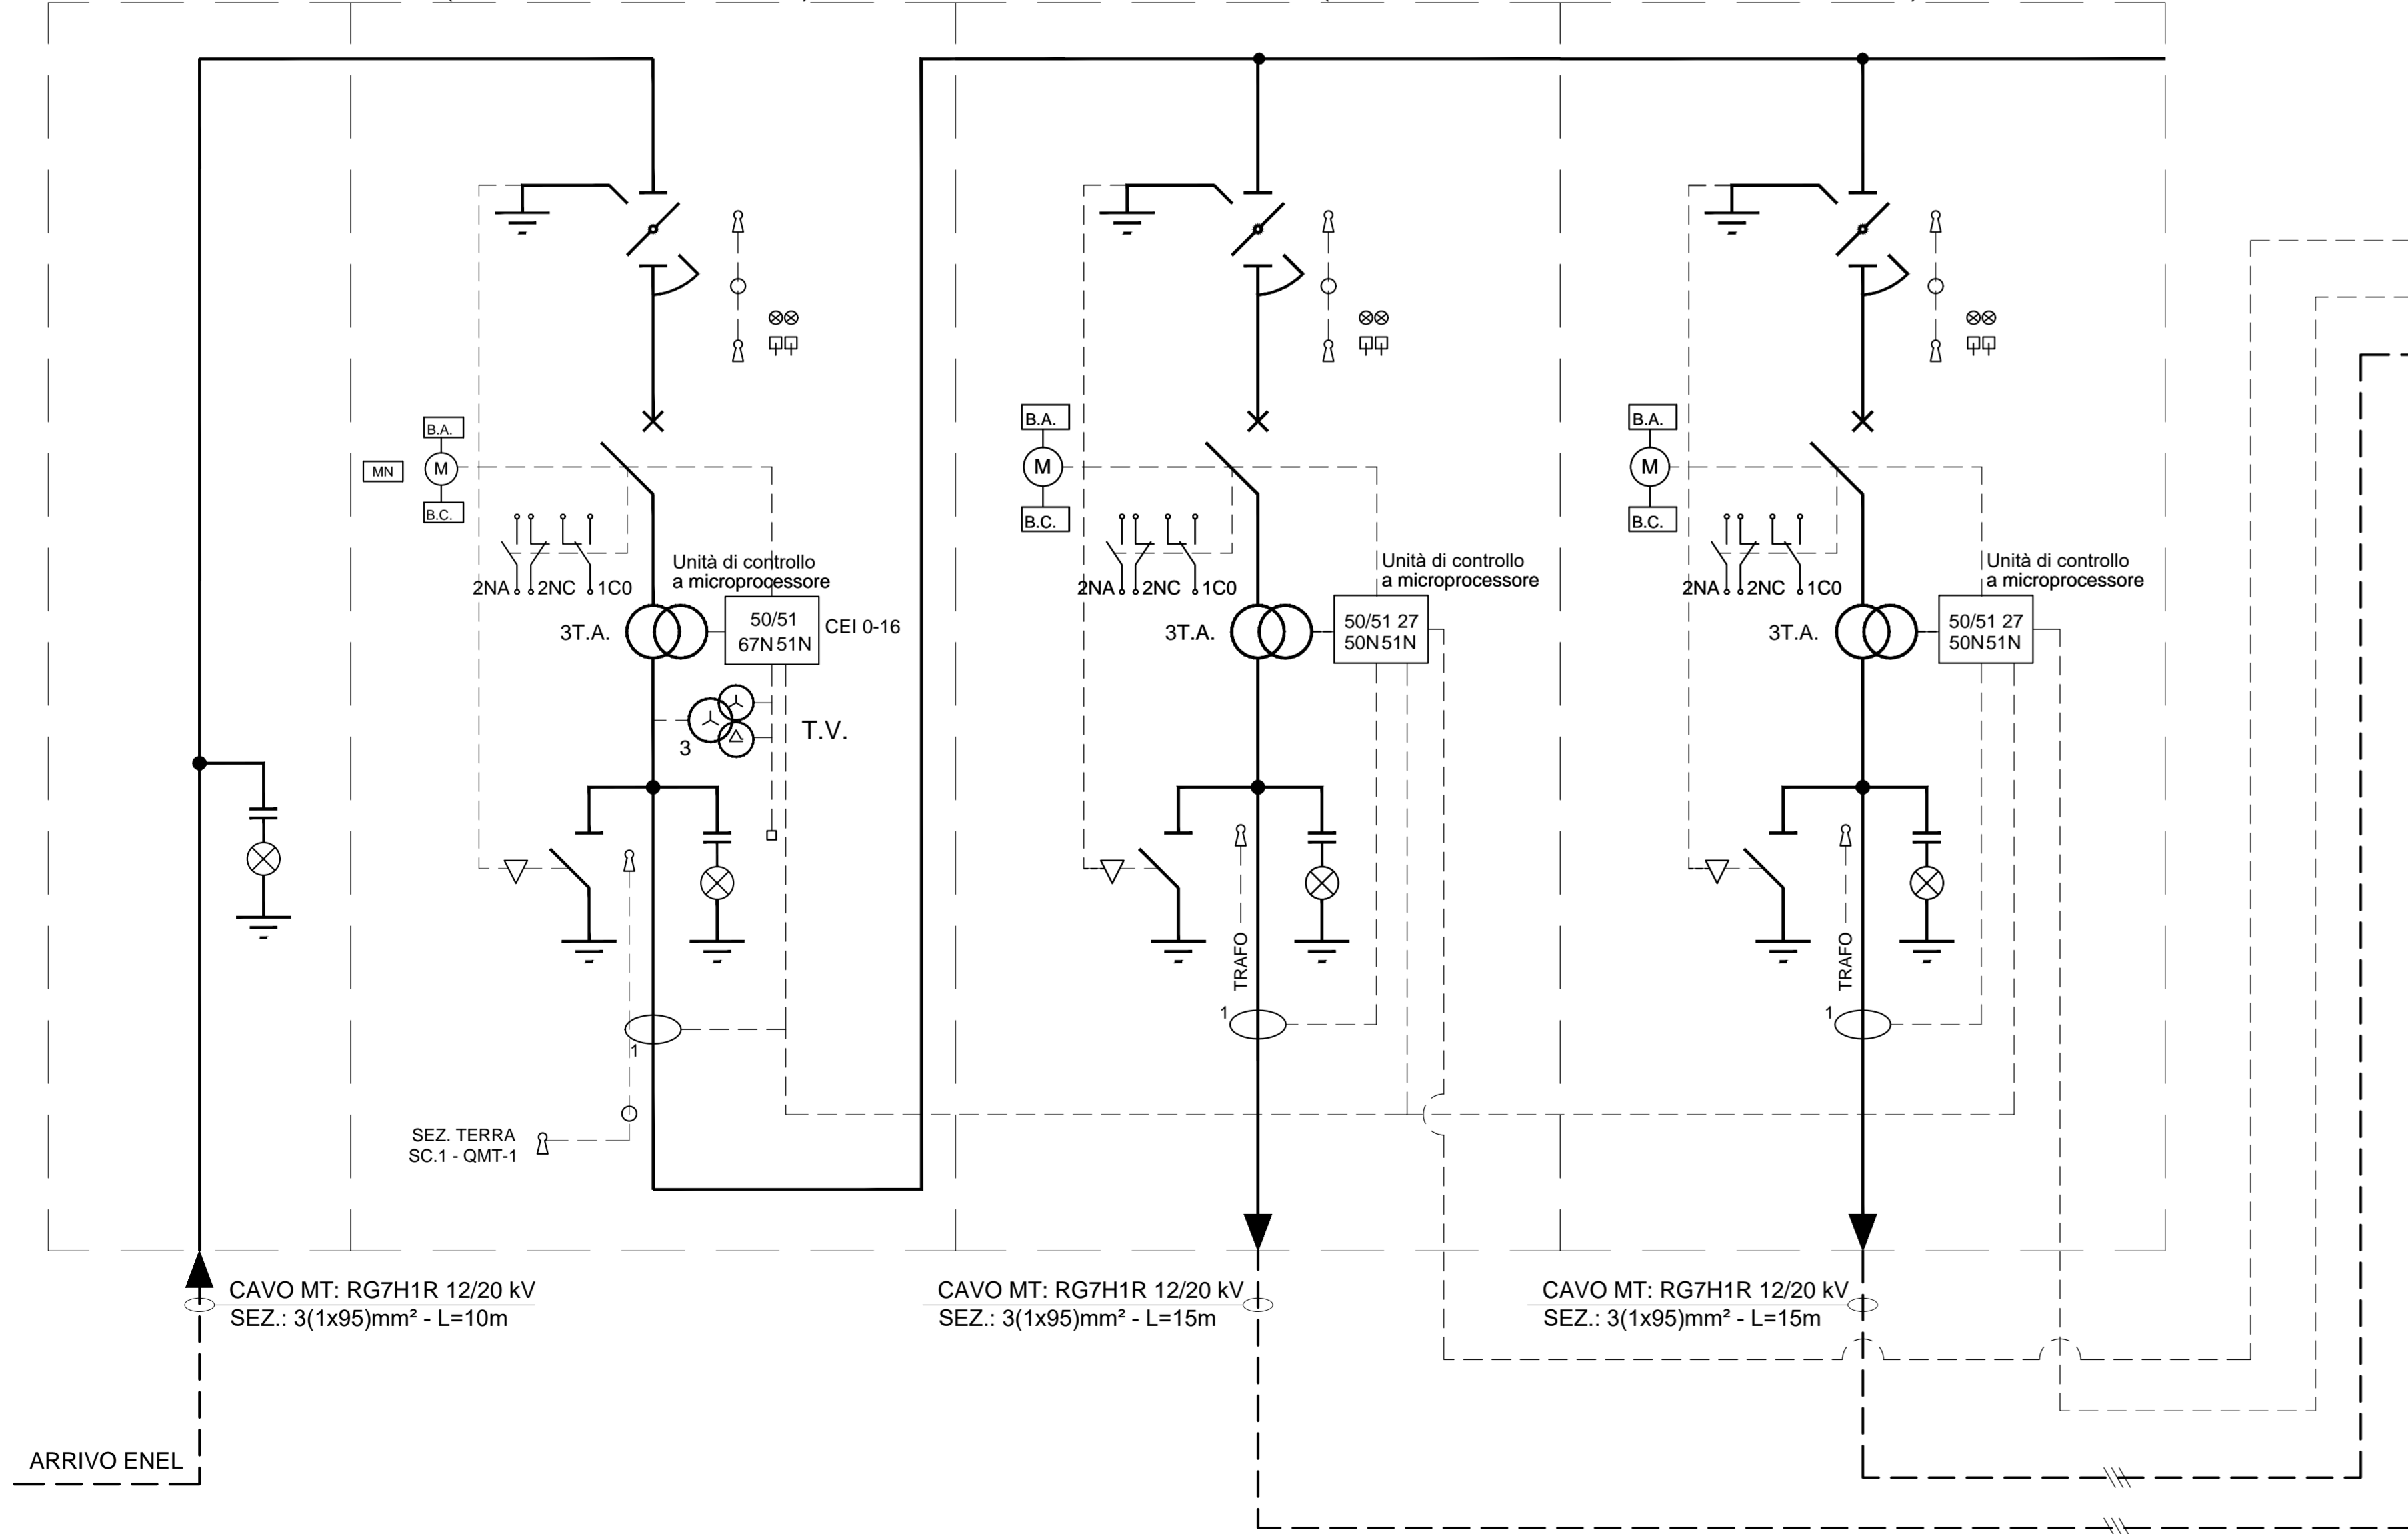 B.A.
MN
M
B.C.
2NA
2NC
1C0
Unità di controllo
a microprocessore
3T.A.
50/51
67N 51N
CEI 0-16
3
T.V.
1
SEZ. TERRA
SC.1 - QMT-1
B.A.
M
B.C.
2NA
2NC
1C0
Unità di controllo
a microprocessore
3T.A.
50/51 27
50N 51N
TRAFO
1
B.A.
M
B.C.
2NA
2NC
1C0
Unità di controllo
a microprocessore
3T.A.
50/51 27
50N 51N
TRAFO
1
CAVO MT: RG7H1R 12/20 kV
SEZ.: 3(1x95)mm² - L=10m
CAVO MT: RG7H1R 12/20 kV
SEZ.: 3(1x95)mm² - L=15m
CAVO MT: RG7H1R 12/20 kV
SEZ.: 3(1x95)mm² - L=15m
ARRIVO ENEL